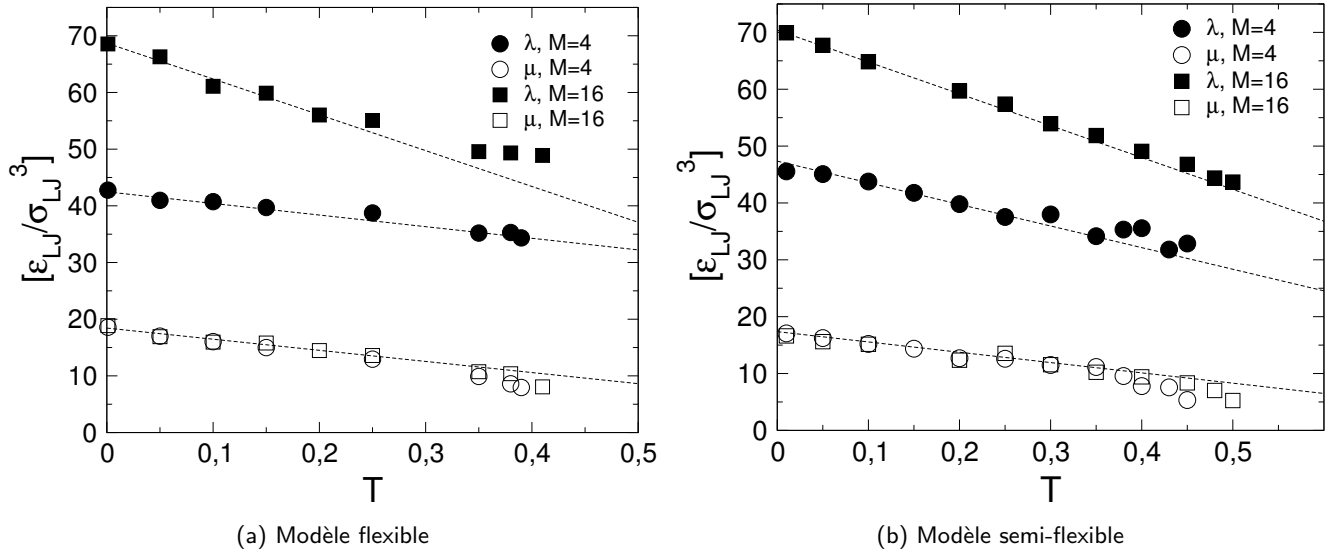 [ε_LJ/σ_LJ^3]
70
60
50
40
30
20
10
0
λ, M=4
μ, M=4
λ, M=16
μ, M=16
0
0,1
0,2
0,3
0,4
0,5
T
(a) Modèle flexible
[ε_LJ/σ_LJ^3]
70
60
50
40
30
20
10
0
λ, M=4
μ, M=4
λ, M=16
μ, M=16
0
0,1
0,2
0,3
0,4
0,5
T
(b) Modèle semi-flexible